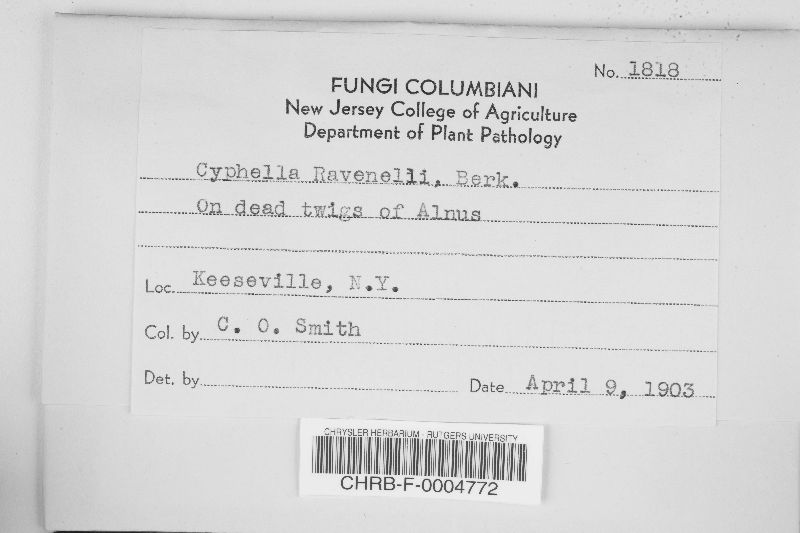 No. 1818
FUNGI COLUMBIANI
New Jersey College of Agriculture
Department of Plant Pathology
Cyphella Ravenelli, Berk.
On dead twigs of Alnus
Loc. Keeseville, N.Y.
Col. by C. O. Smith
Det. by
Date April 9, 1903
CHRYSLER HERBARIUM - RUTGERS UNIVERSITY
CHRB-F-0004772